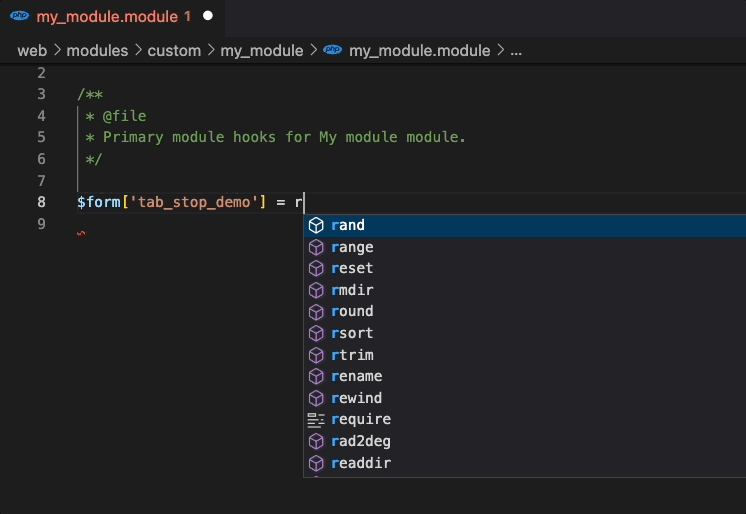 php my_module.module 1
web > modules > custom > my_module > php my_module.module > ...
2
3 /**
4 * @file
5 * Primary module hooks for My module module.
6 */
7
8 $form['tab_stop_demo'] = r
9
rand
range
reset
rmdir
round
rsort
rtrim
rename
rewind
require
rad2deg
readdir